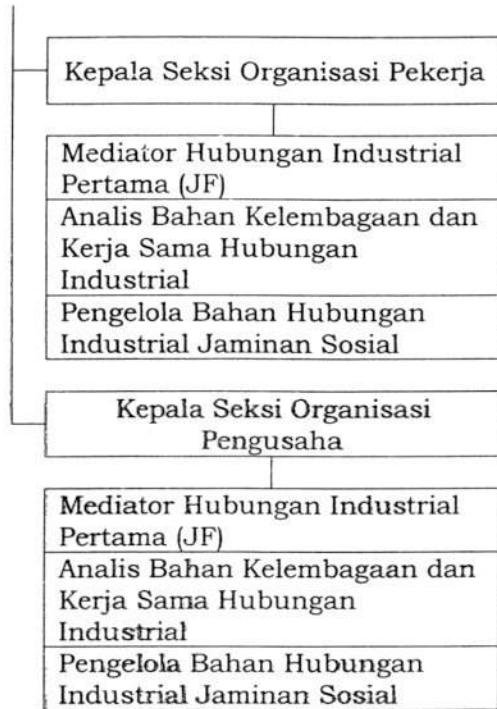 Kepala Seksi Organisasi Pekerja
Mediator Hubungan Industrial
Pertama (JF)
Analis Bahan Kelembagaan dan
Kerja Sama Hubungan
Industrial
Pengelola Bahan Hubungan
Industrial Jaminan Sosial
Kepala Seksi Organisasi
Pengusaha
Mediator Hubungan Industrial
Pertama (JF)
Analis Bahan Kelembagaan dan
Kerja Sama Hubungan
Industrial
Pengelola Bahan Hubungan
Industrial Jaminan Sosial